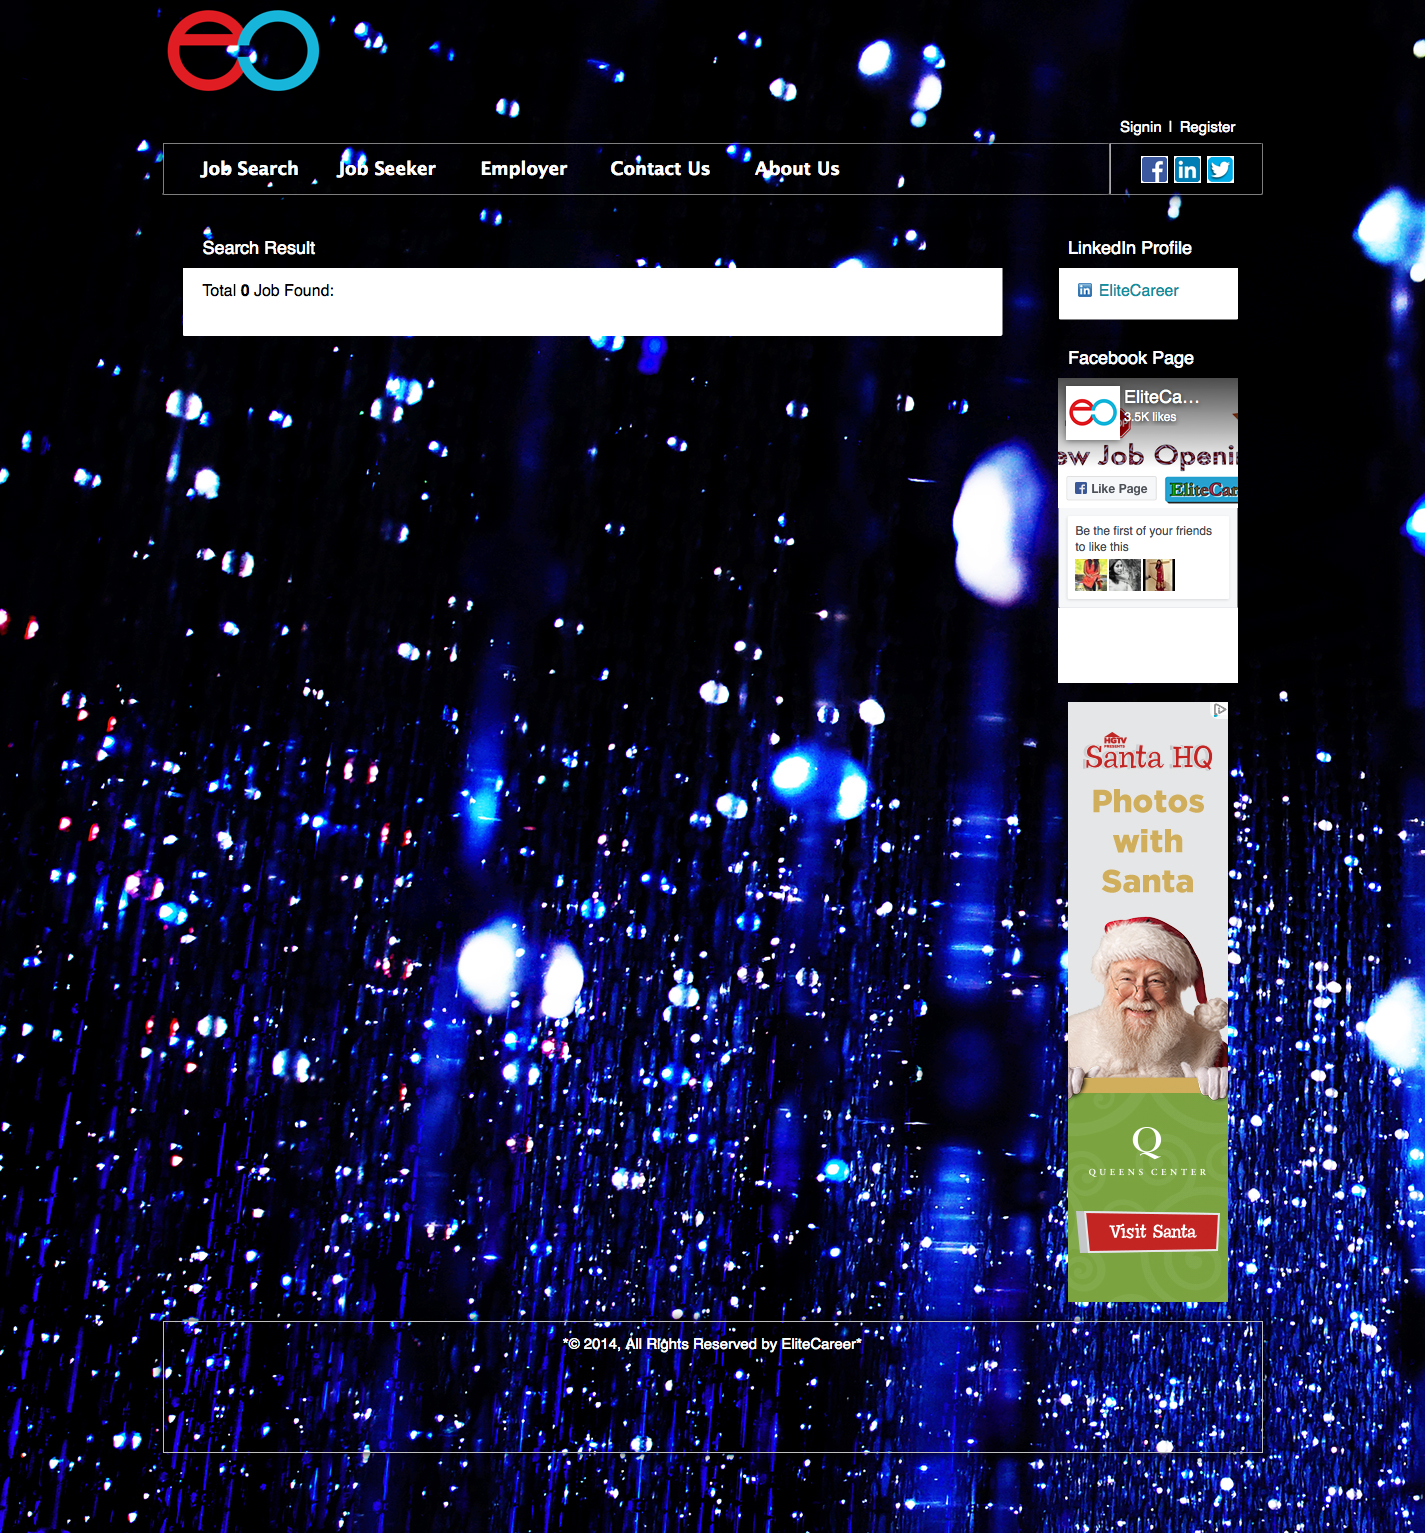 eo
Signin | Register
Job Search Job Seeker Employer Contact Us About Us
Search Result
Total 0 Job Found:
LinkedIn Profile
EliteCareer
Facebook Page
EliteCa...
3.5K likes
ew Job Openi
Like Page
EliteCar
Be the first of your friends
to like this
HGTV
PRESENTS
Santa HQ
Photos
with
Santa
Q
QUEENS CENTER
Visit Santa
*© 2014, All Rights Reserved by EliteCareer*